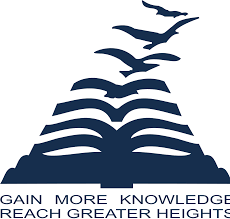 GAIN MORE KNOWLEDGE
REACH GREATER HEIGHTS